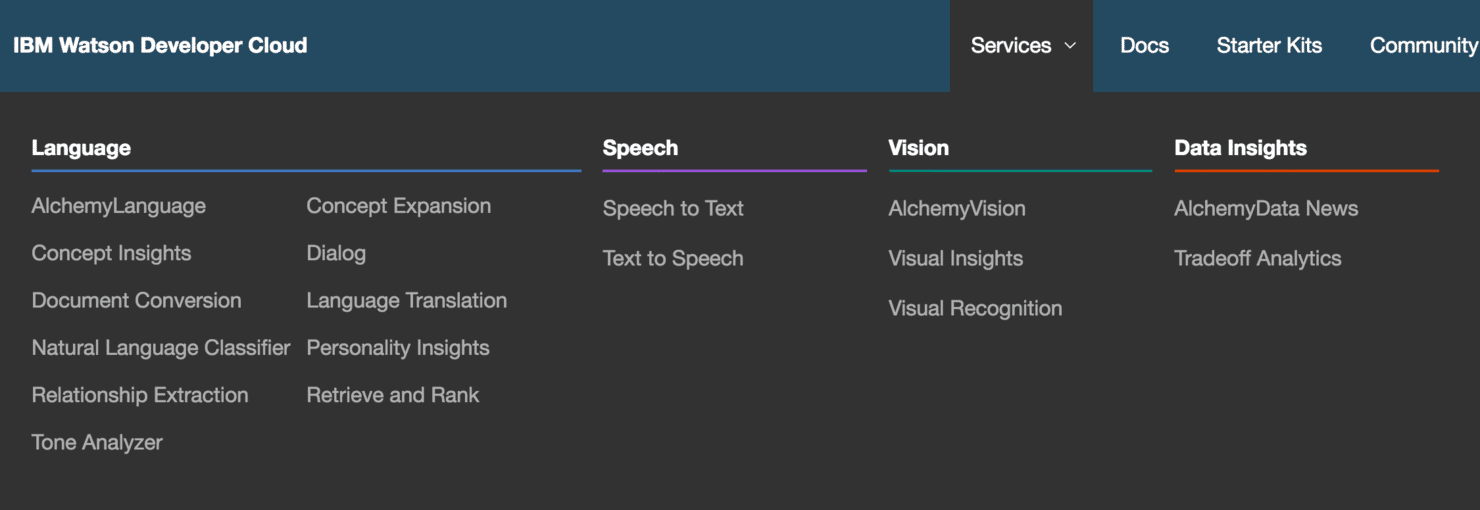 IBM Watson Developer Cloud
Services
Docs
Starter Kits
Community
Language
AlchemyLanguage
Concept Insights
Document Conversion
Natural Language Classifier
Relationship Extraction
Tone Analyzer
Concept Expansion
Dialog
Language Translation
Personality Insights
Retrieve and Rank
Speech
Speech to Text
Text to Speech
Vision
AlchemyVision
Visual Insights
Visual Recognition
Data Insights
AlchemyData News
Tradeoff Analytics